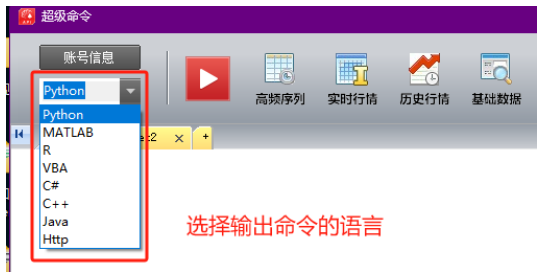 超级命令
账号信息
Python
高频序列 实时行情 历史行情 基础数据
Python
MATLAB
R
VBA
C#
C++
Java
Http
选择输出命令的语言